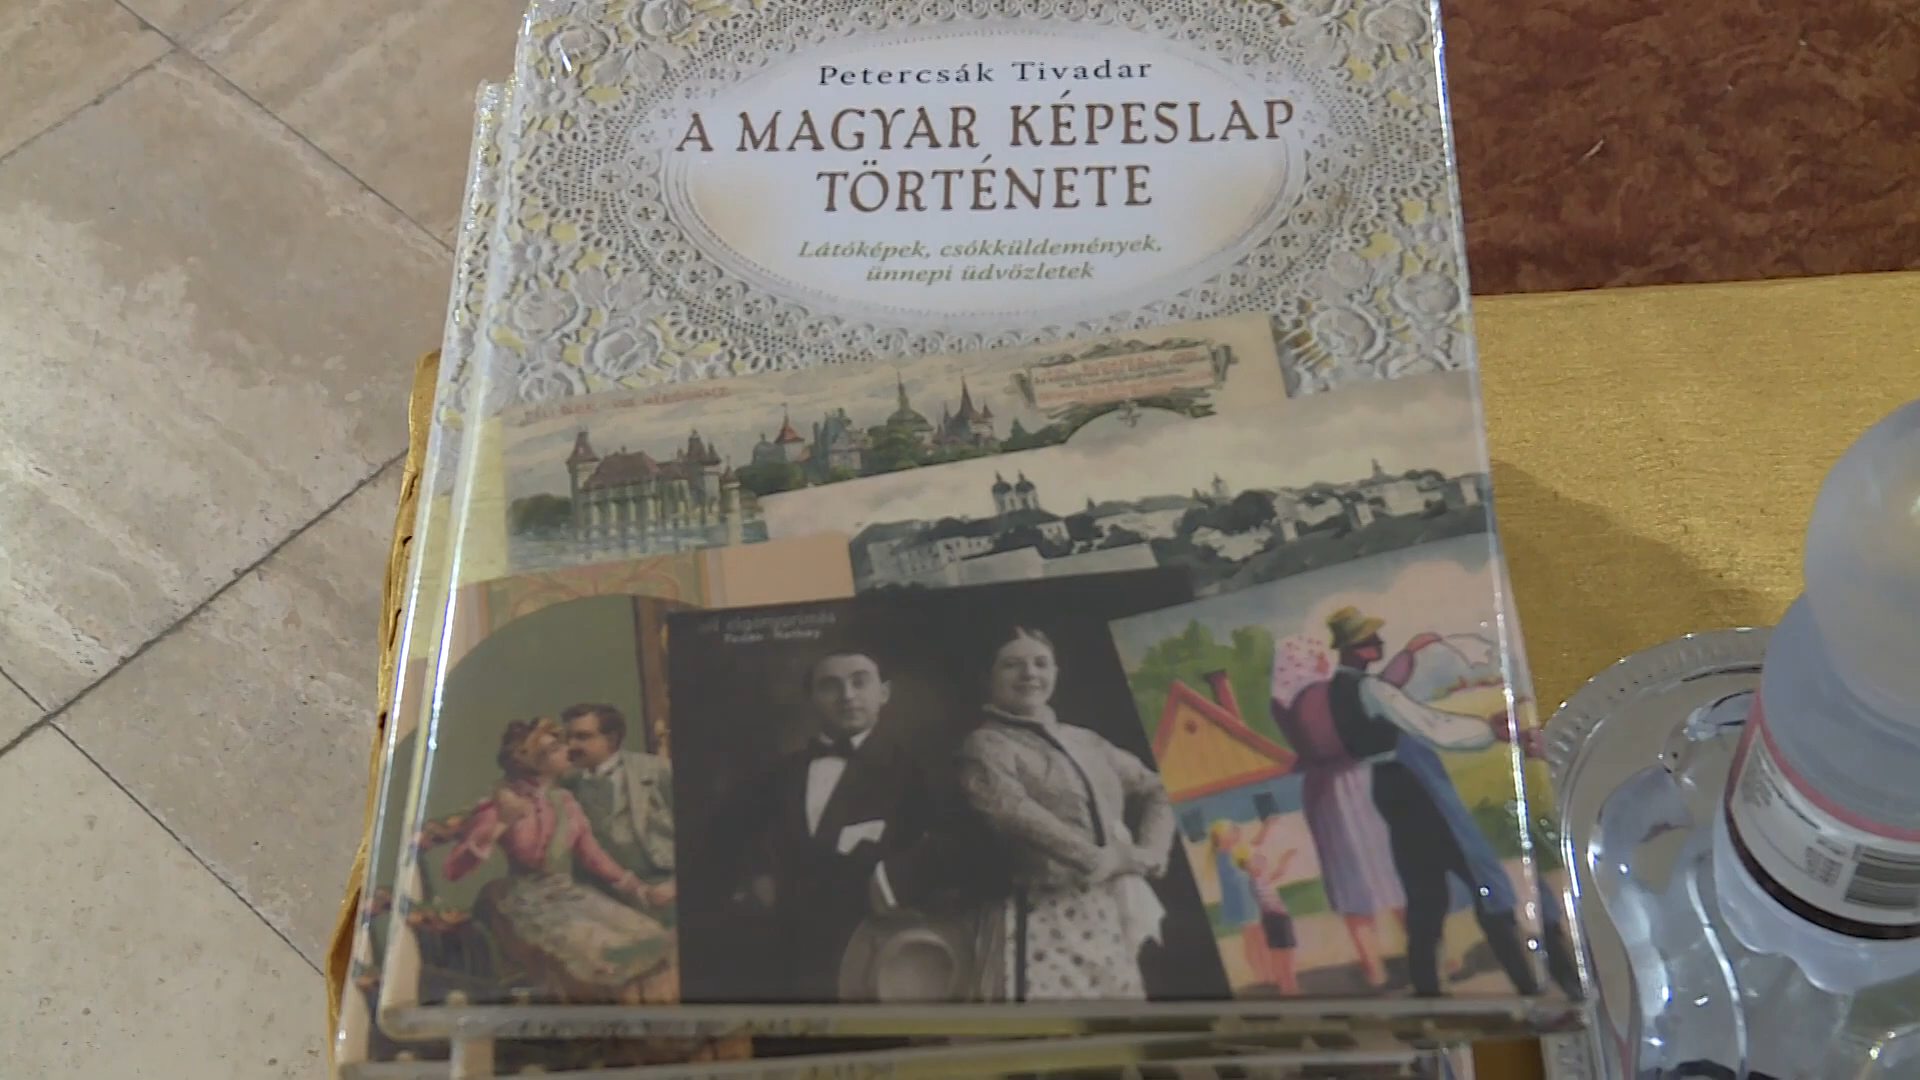 Petercsák Tivadar
A MAGYAR KÉPESLAP
TÖRTÉNETE
Látóképek, csókküldemények,
ünnepi üdvözletek